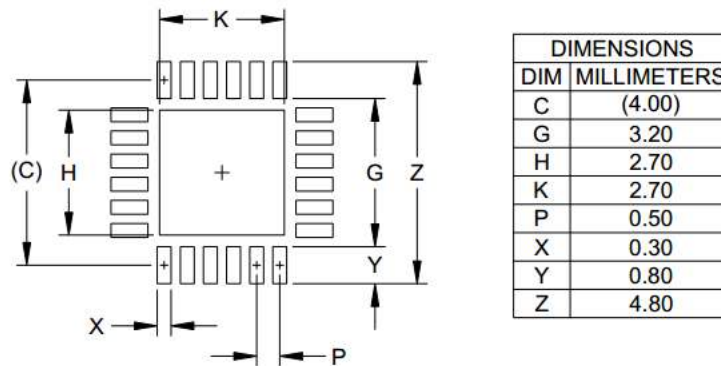 K
(C)
H
G
Z
Y
X
P
DIMENSIONS
DIM MILLIMETERS
C (4.00)
G 3.20
H 2.70
K 2.70
P 0.50
X 0.30
Y 0.80
Z 4.80